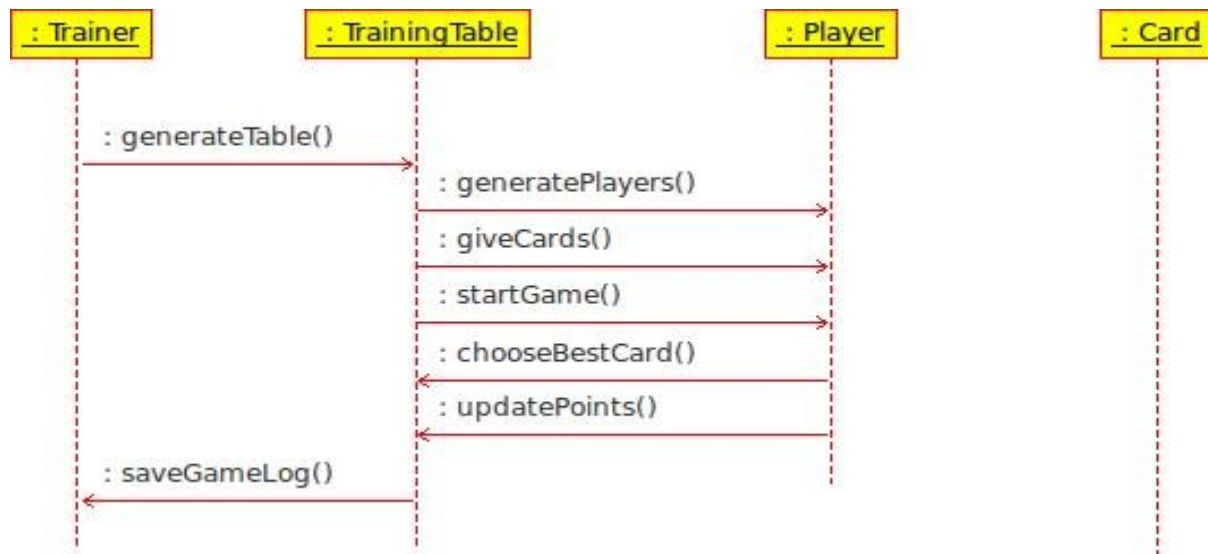 : Trainer
: TrainingTable
: Player
: Card
: generateTable()
: generatePlayers()
: giveCards()
: startGame()
: chooseBestCard()
: updatePoints()
: saveGameLog()